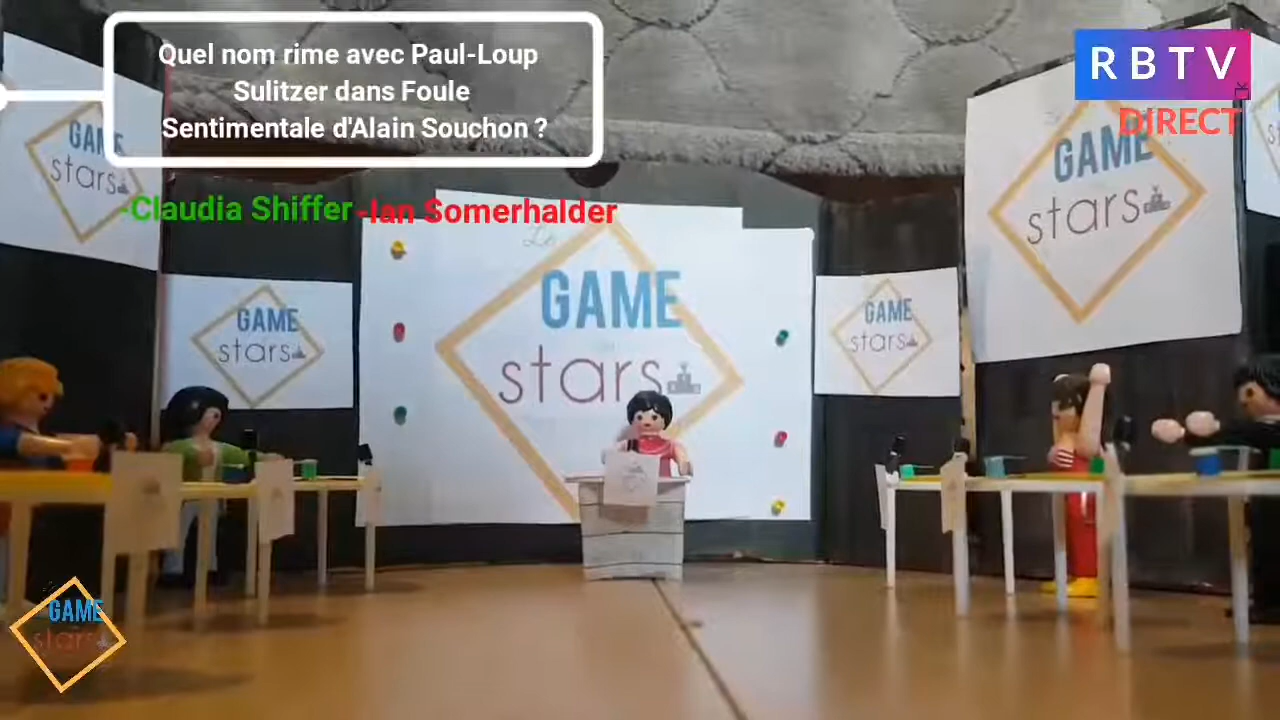 Quel nom rime avec Paul-Loup
Sulitzer dans Foule
Sentimentale d'Alain Souchon ?
RBTV
DIRECT
-Claudia Shiffer -Ian Somerhalder
GAME
stars
GAME
stars
Le
GAME
stars
GAME
stars
GAME
stars
GAME
stars